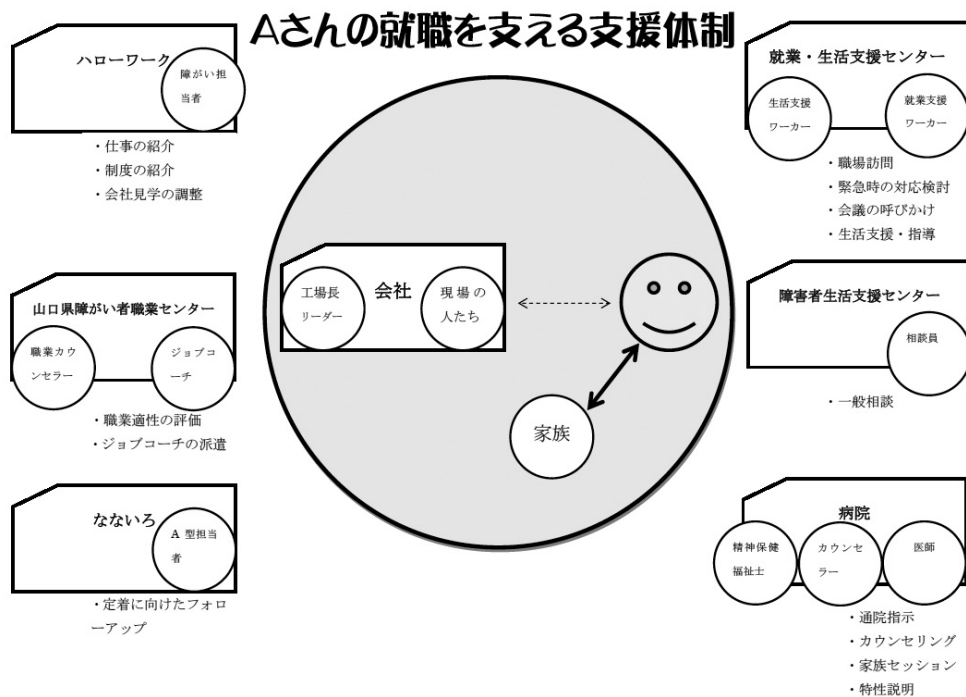 Aさんの就職を支える支援体制
ハローワーク
障がい担
当者
・仕事の紹介
・制度の紹介
・会社見学の調整
山口県障がい者職業センター
職業カウ
ンセラー
ジョブコ
ーチ
・職業適性の評価
・ジョブコーチの派遣
なないろ
A 型担当
者
・定着に向けたフォロ
ーアップ
会社
工場長
リーダー
現場の
人たち
家族
就業・生活支援センター
生活支援
ワーカー
就業支援
ワーカー
・職場訪問
・緊急時の対応検討
・会議の呼びかけ
・生活支援・指導
障害者生活支援センター
相談員
・一般相談
病院
精神保健
福祉士
カウンセ
ラー
医師
・通院指示
・カウンセリング
・家族セッション
・特性説明